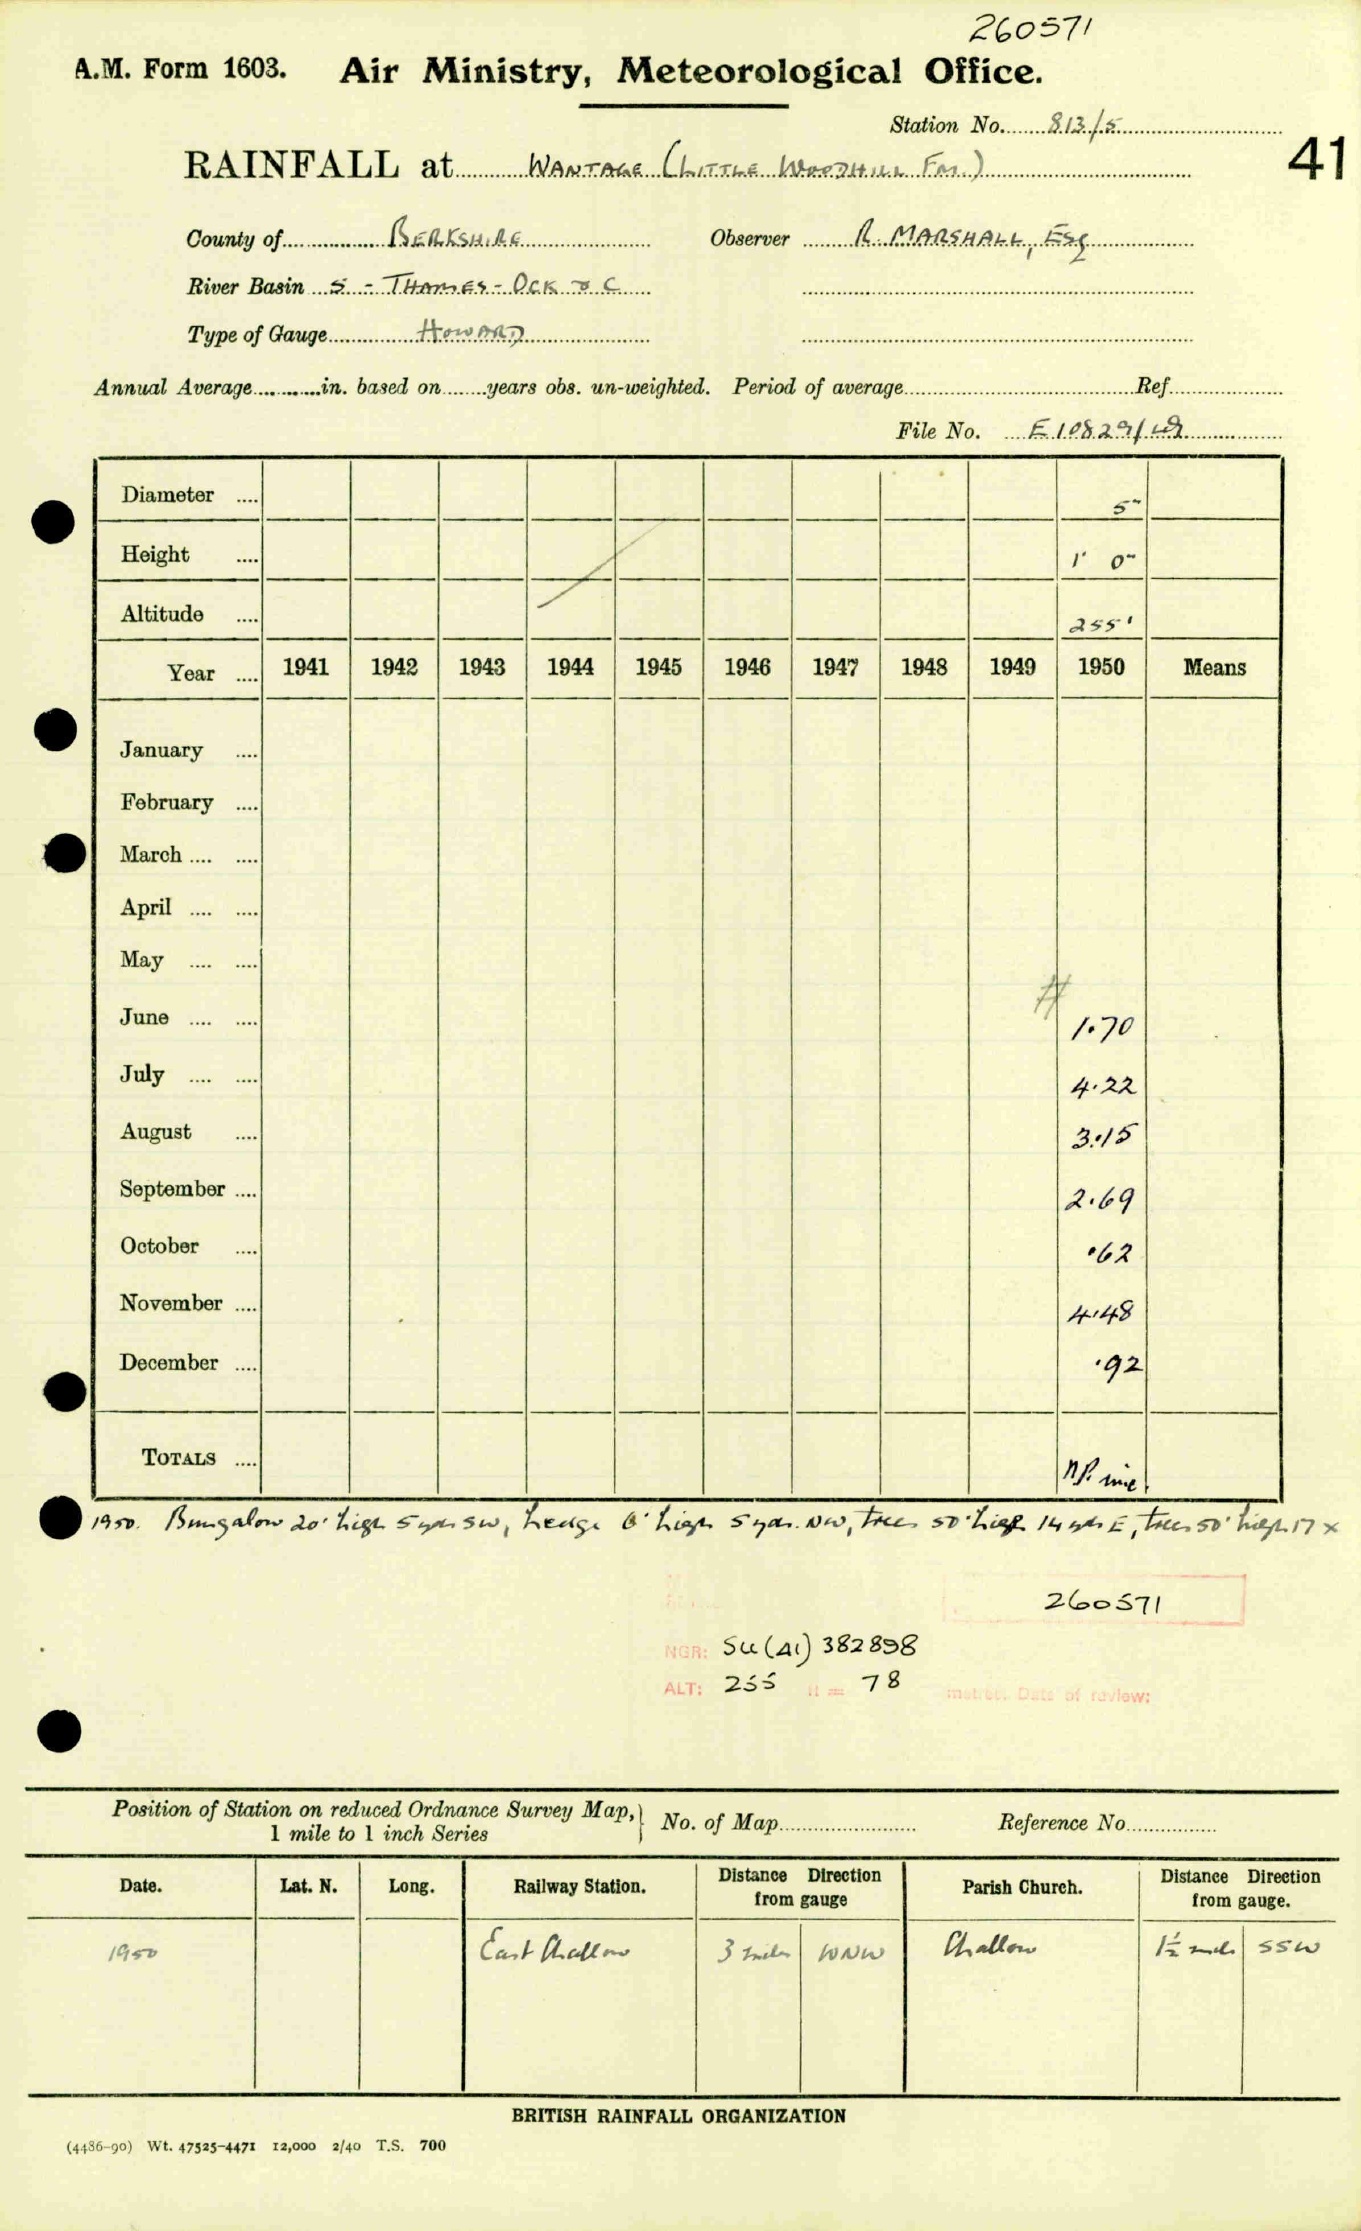 260571
A.M. Form 1603. Air Ministry, Meteorological Office.
Station No. 813/5
41
RAINFALL at WANTAGE (LITTLE WOODHILL FM.)
County of BERKSHIRE Observer R. MARSHALL, ESQ
River Basin 5 - THAMES - OCK & C
Type of Gauge HOWARD
Annual Average in. based on years obs. un-weighted. Period of average Ref.
File No. E10829/49
Diameter 5"
Height 1' 0"
Altitude 255'
Year 1941 1942 1943 1944 1945 1946 1947 1948 1949 1950 Means
January
February
March
April
May
#
June 1.70
July 4.22
August 3.15
September 2.69
October .62
November 4.48
December .92
TOTALS
1950. Bungalow 20' high 5 yds SW, hedge 6' high 5 yds. NW, trees 50' high 14 yds E, trees 50' high 17 x
260571
NGR: SU(41) 382898
ALT: 255 ft = 78 metres. Date of review:
Position of Station on reduced Ordnance Survey Map,} No. of Map Reference No.
1 mile to 1 inch Series
Date. Lat. N. Long. Railway Station. Distance Direction from gauge Parish Church. Distance Direction from gauge.
1950 East Challow 3 miles WNW Challow 1½ mils SSW
BRITISH RAINFALL ORGANIZATION
(4486-90) Wt. 47525-4471 12,000 2/40 T.S. 700